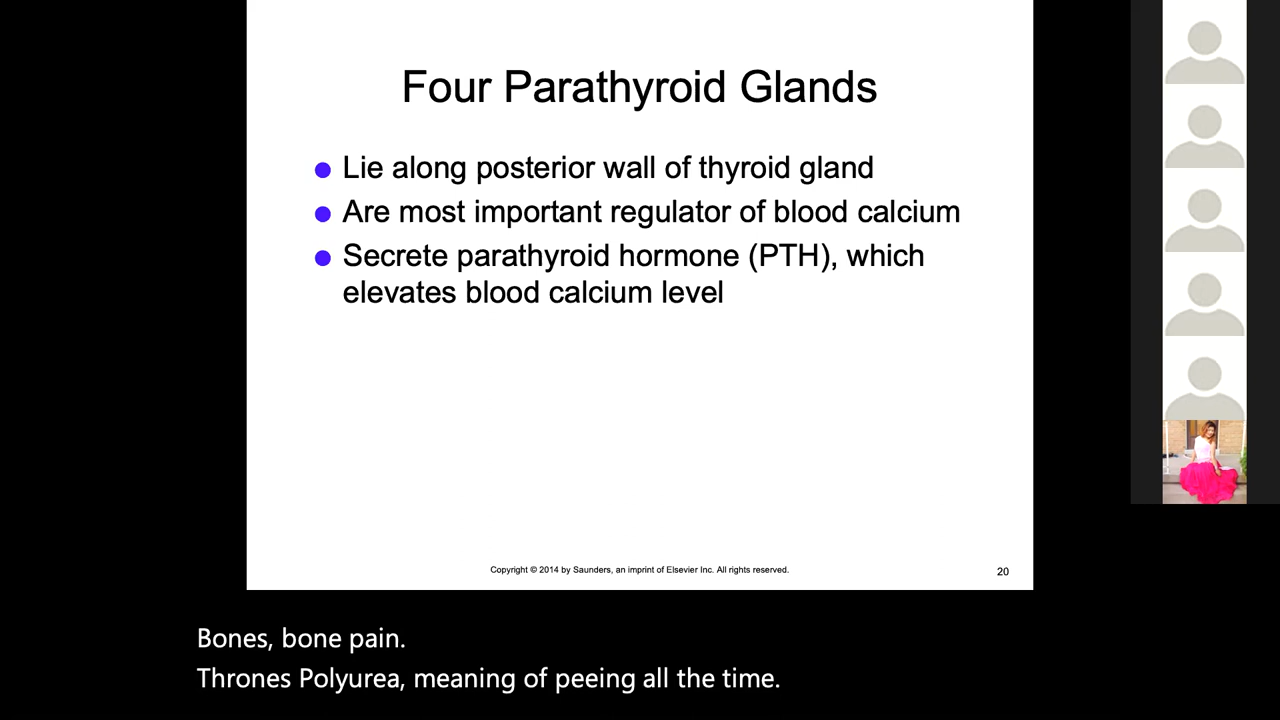 Four Parathyroid Glands
Lie along posterior wall of thyroid gland
Are most important regulator of blood calcium
Secrete parathyroid hormone (PTH), which
elevates blood calcium level
Copyright © 2014 by Saunders, an imprint of Elsevier Inc. All rights reserved.
20
Bones, bone pain.
Thrones Polyurea, meaning of peeing all the time.